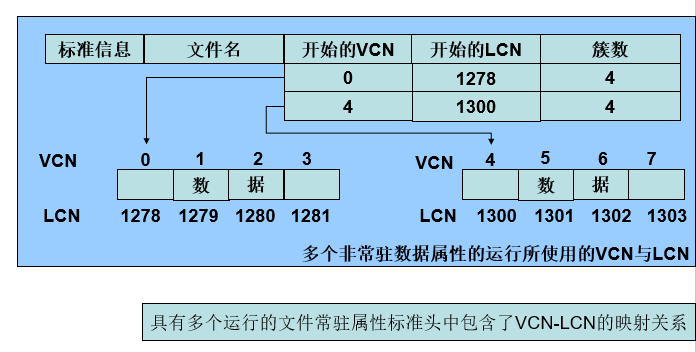 标准信息 文件名 开始的VCN 开始的LCN 簇数
0 1278 4
4 1300 4
VCN 0 1 2 3 VCN 4 5 6 7
数 据 数 据
LCN 1278 1279 1280 1281 LCN 1300 1301 1302 1303
多个非常驻数据属性的运行所使用的VCN与LCN
具有多个运行的文件常驻属性标准头中包含了VCN-LCN的映射关系